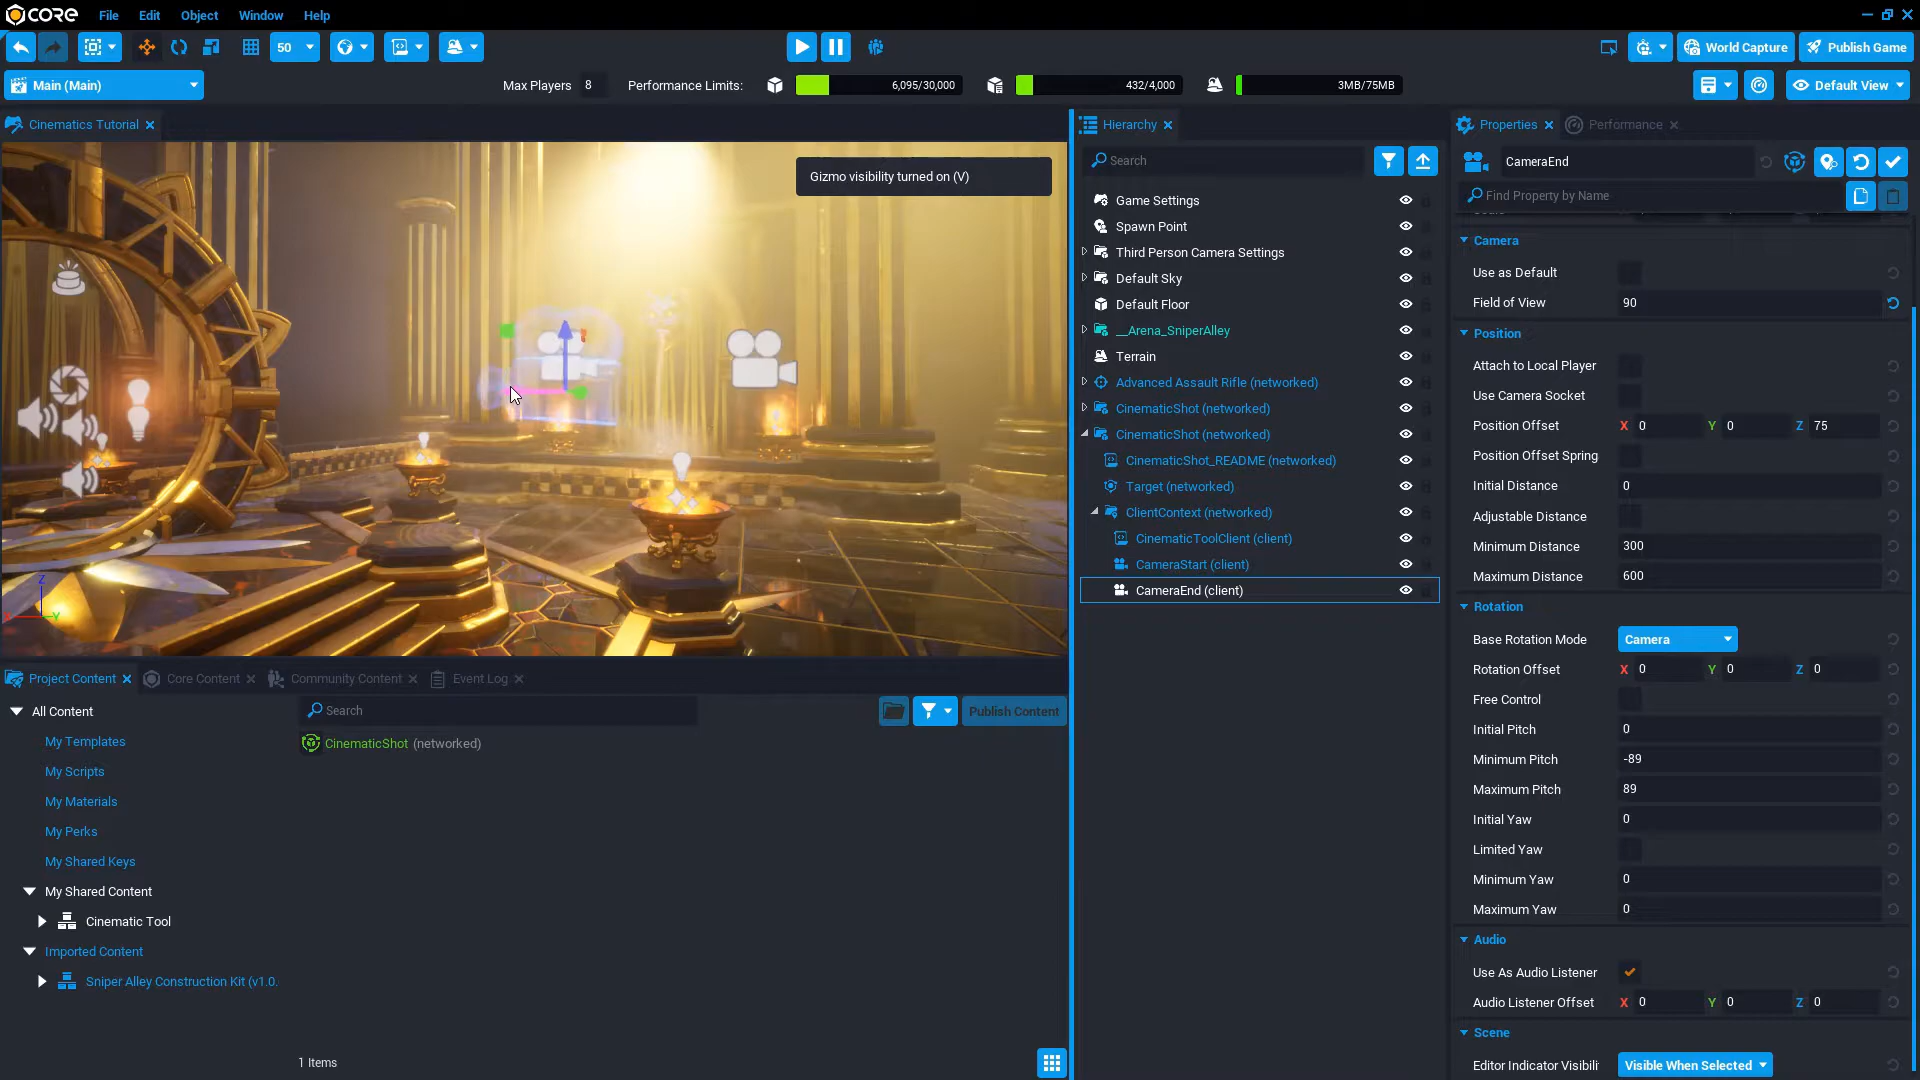 CORE File Edit Object Window Help
50 World Capture Publish Game
Main (Main) Max Players 8 Performance Limits: 6,095/30,000 432/4,000 3MB/75MB Default View
Cinematics Tutorial
Gizmo visibility turned on (V)
Z
Y
Hierarchy
Search
Game Settings
Spawn Point
Third Person Camera Settings
Default Sky
Default Floor
__Arena_SniperAlley
Terrain
Advanced Assault Rifle (networked)
CinematicShot (networked)
CinematicShot (networked)
CinematicShot_README (networked)
Target (networked)
ClientContext (networked)
CinematicToolClient (client)
CameraStart (client)
CameraEnd (client)
Properties Performance
CameraEnd
Find Property by Name
Camera
Use as Default
Field of View 90
Position
Attach to Local Player
Use Camera Socket
Position Offset X 0 Y 0 Z 75
Position Offset Spring
Initial Distance 0
Adjustable Distance
Minimum Distance 300
Maximum Distance 600
Rotation
Base Rotation Mode Camera
Rotation Offset X 0 Y 0 Z 0
Free Control
Initial Pitch 0
Minimum Pitch -89
Maximum Pitch 89
Initial Yaw 0
Limited Yaw
Minimum Yaw 0
Maximum Yaw 0
Audio
Use As Audio Listener
Audio Listener Offset X 0 Y 0 Z 0
Scene
Editor Indicator Visibili Visible When Selected
Project Content Core Content Community Content Event Log
All Content
Search
Publish Content
My Templates
CinematicShot (networked)
My Scripts
My Materials
My Perks
My Shared Keys
My Shared Content
Cinematic Tool
Imported Content
Sniper Alley Construction Kit (v1.0.
1 Items